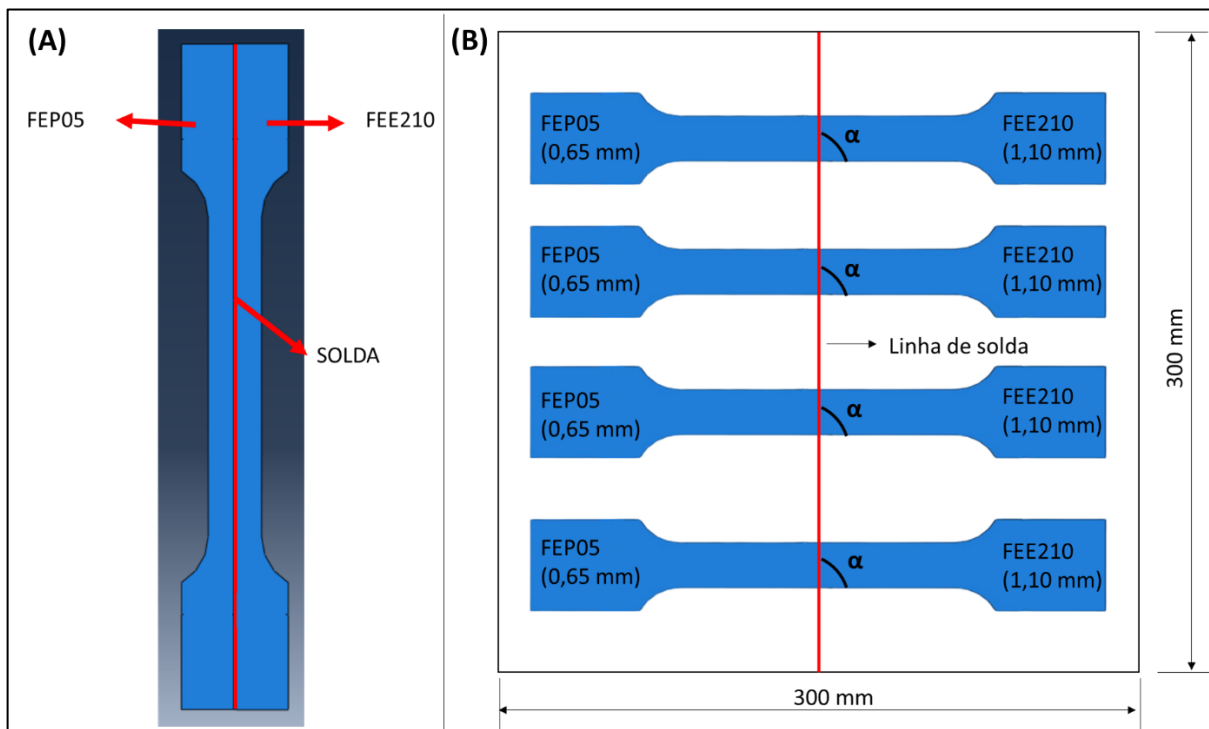 (A)
FEP05
FEE210
SOLDA
(B)
FEP05
(0,65 mm)
α
FEE210
(1,10 mm)
FEP05
(0,65 mm)
α
FEE210
(1,10 mm)
Linha de solda
FEP05
(0,65 mm)
α
FEE210
(1,10 mm)
FEP05
(0,65 mm)
α
FEE210
(1,10 mm)
300 mm
300 mm